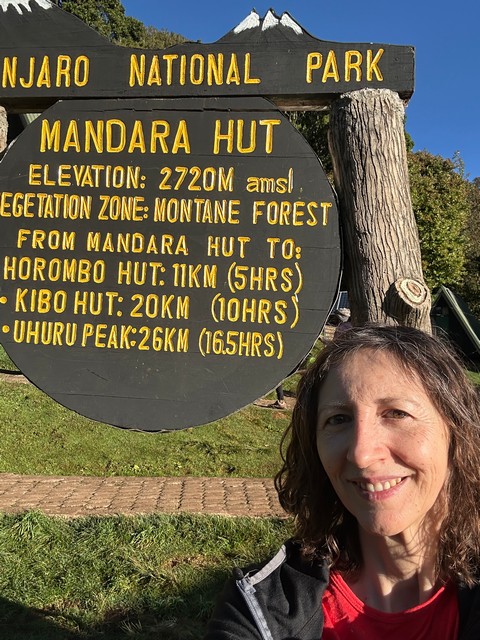 NJARO NATIONAL PARK
MANDARA HUT
ELEVATION: 2720M amsl
EGETATION ZONE: MONTANE FOREST
FROM MANDARA HUT TO:
HOROMBO HUT: 11KM (5HRS)
• KIBO HUT: 20KM (10HRS)
• UHURU PEAK: 26KM (16.5HRS)